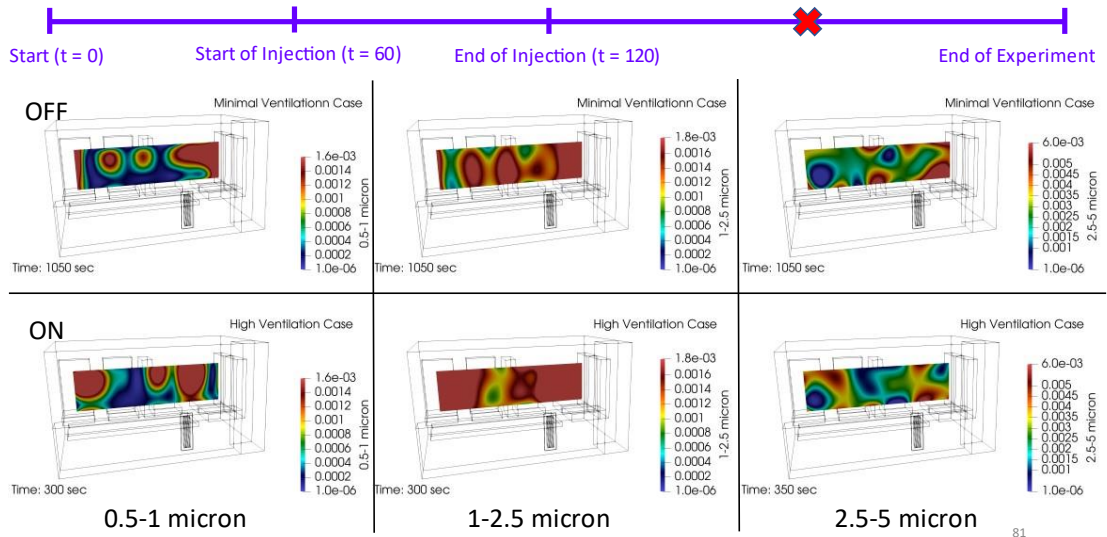 Start (t = 0)
Start of Injection (t = 60)
End of Injection (t = 120)
End of Experiment
OFF
Minimal Ventilationn Case
1.6e-03
0.0014
0.0012
0.001
0.0008
0.0006
0.0004
0.0002
1.0e-06
0.5-1 micron
Time: 1050 sec
Minimal Ventilationn Case
1.8e-03
0.0016
0.0014
0.0012
0.001
0.0008
0.0006
0.0004
0.0002
1.0e-06
1-2.5 micron
Time: 1050 sec
Minimal Ventilationn Case
6.0e-03
0.005
0.0045
0.004
0.0035
0.003
0.0025
0.002
0.0015
0.001
1.0e-06
2.5-5 micron
Time: 1050 sec
ON
High Ventilation Case
1.6e-03
0.0014
0.0012
0.001
0.0008
0.0006
0.0004
0.0002
1.0e-06
0.5-1 micron
Time: 300 sec
High Ventilation Case
1.8e-03
0.0016
0.0014
0.0012
0.001
0.0008
0.0006
0.0004
0.0002
1.0e-06
1-2.5 micron
Time: 300 sec
High Ventilation Case
6.0e-03
0.005
0.0045
0.004
0.0035
0.003
0.0025
0.002
0.0015
0.001
1.0e-06
2.5-5 micron
Time: 350 sec
0.5-1 micron
1-2.5 micron
2.5-5 micron
81